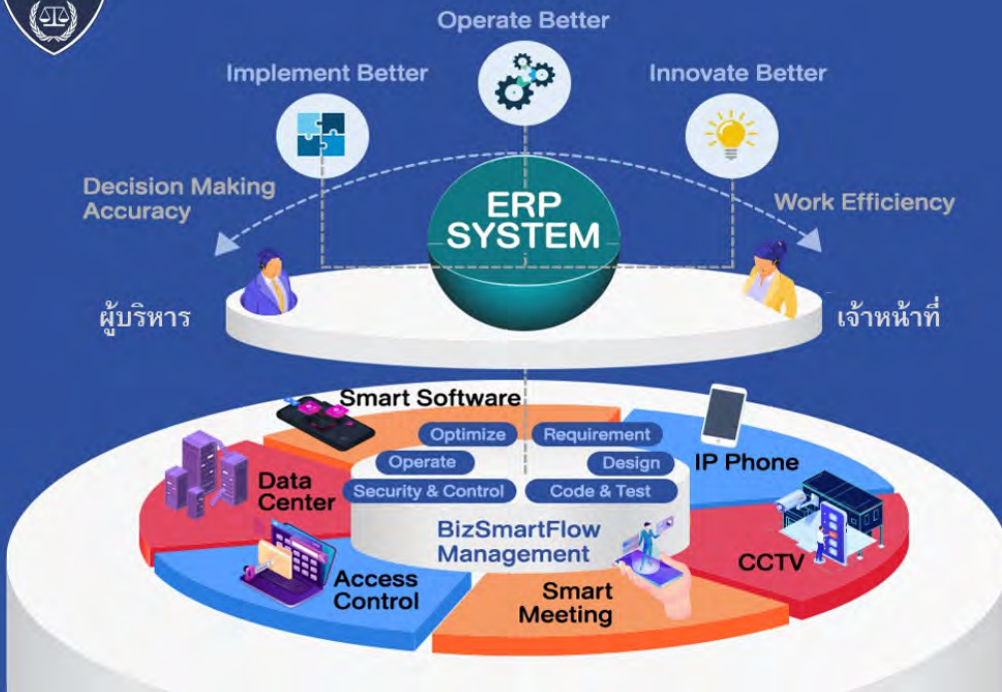 Operate Better
Implement Better
Innovate Better
Decision Making
Accuracy
ERP
SYSTEM
Work Efficiency
ผู้บริหาร
เจ้าหน้าที่
Smart Software
Optimize
Requirement
Operate
Design
IP Phone
Data
Center
Security & Control
Code & Test
BizSmartFlow
Management
CCTV
Access
Control
Smart
Meeting